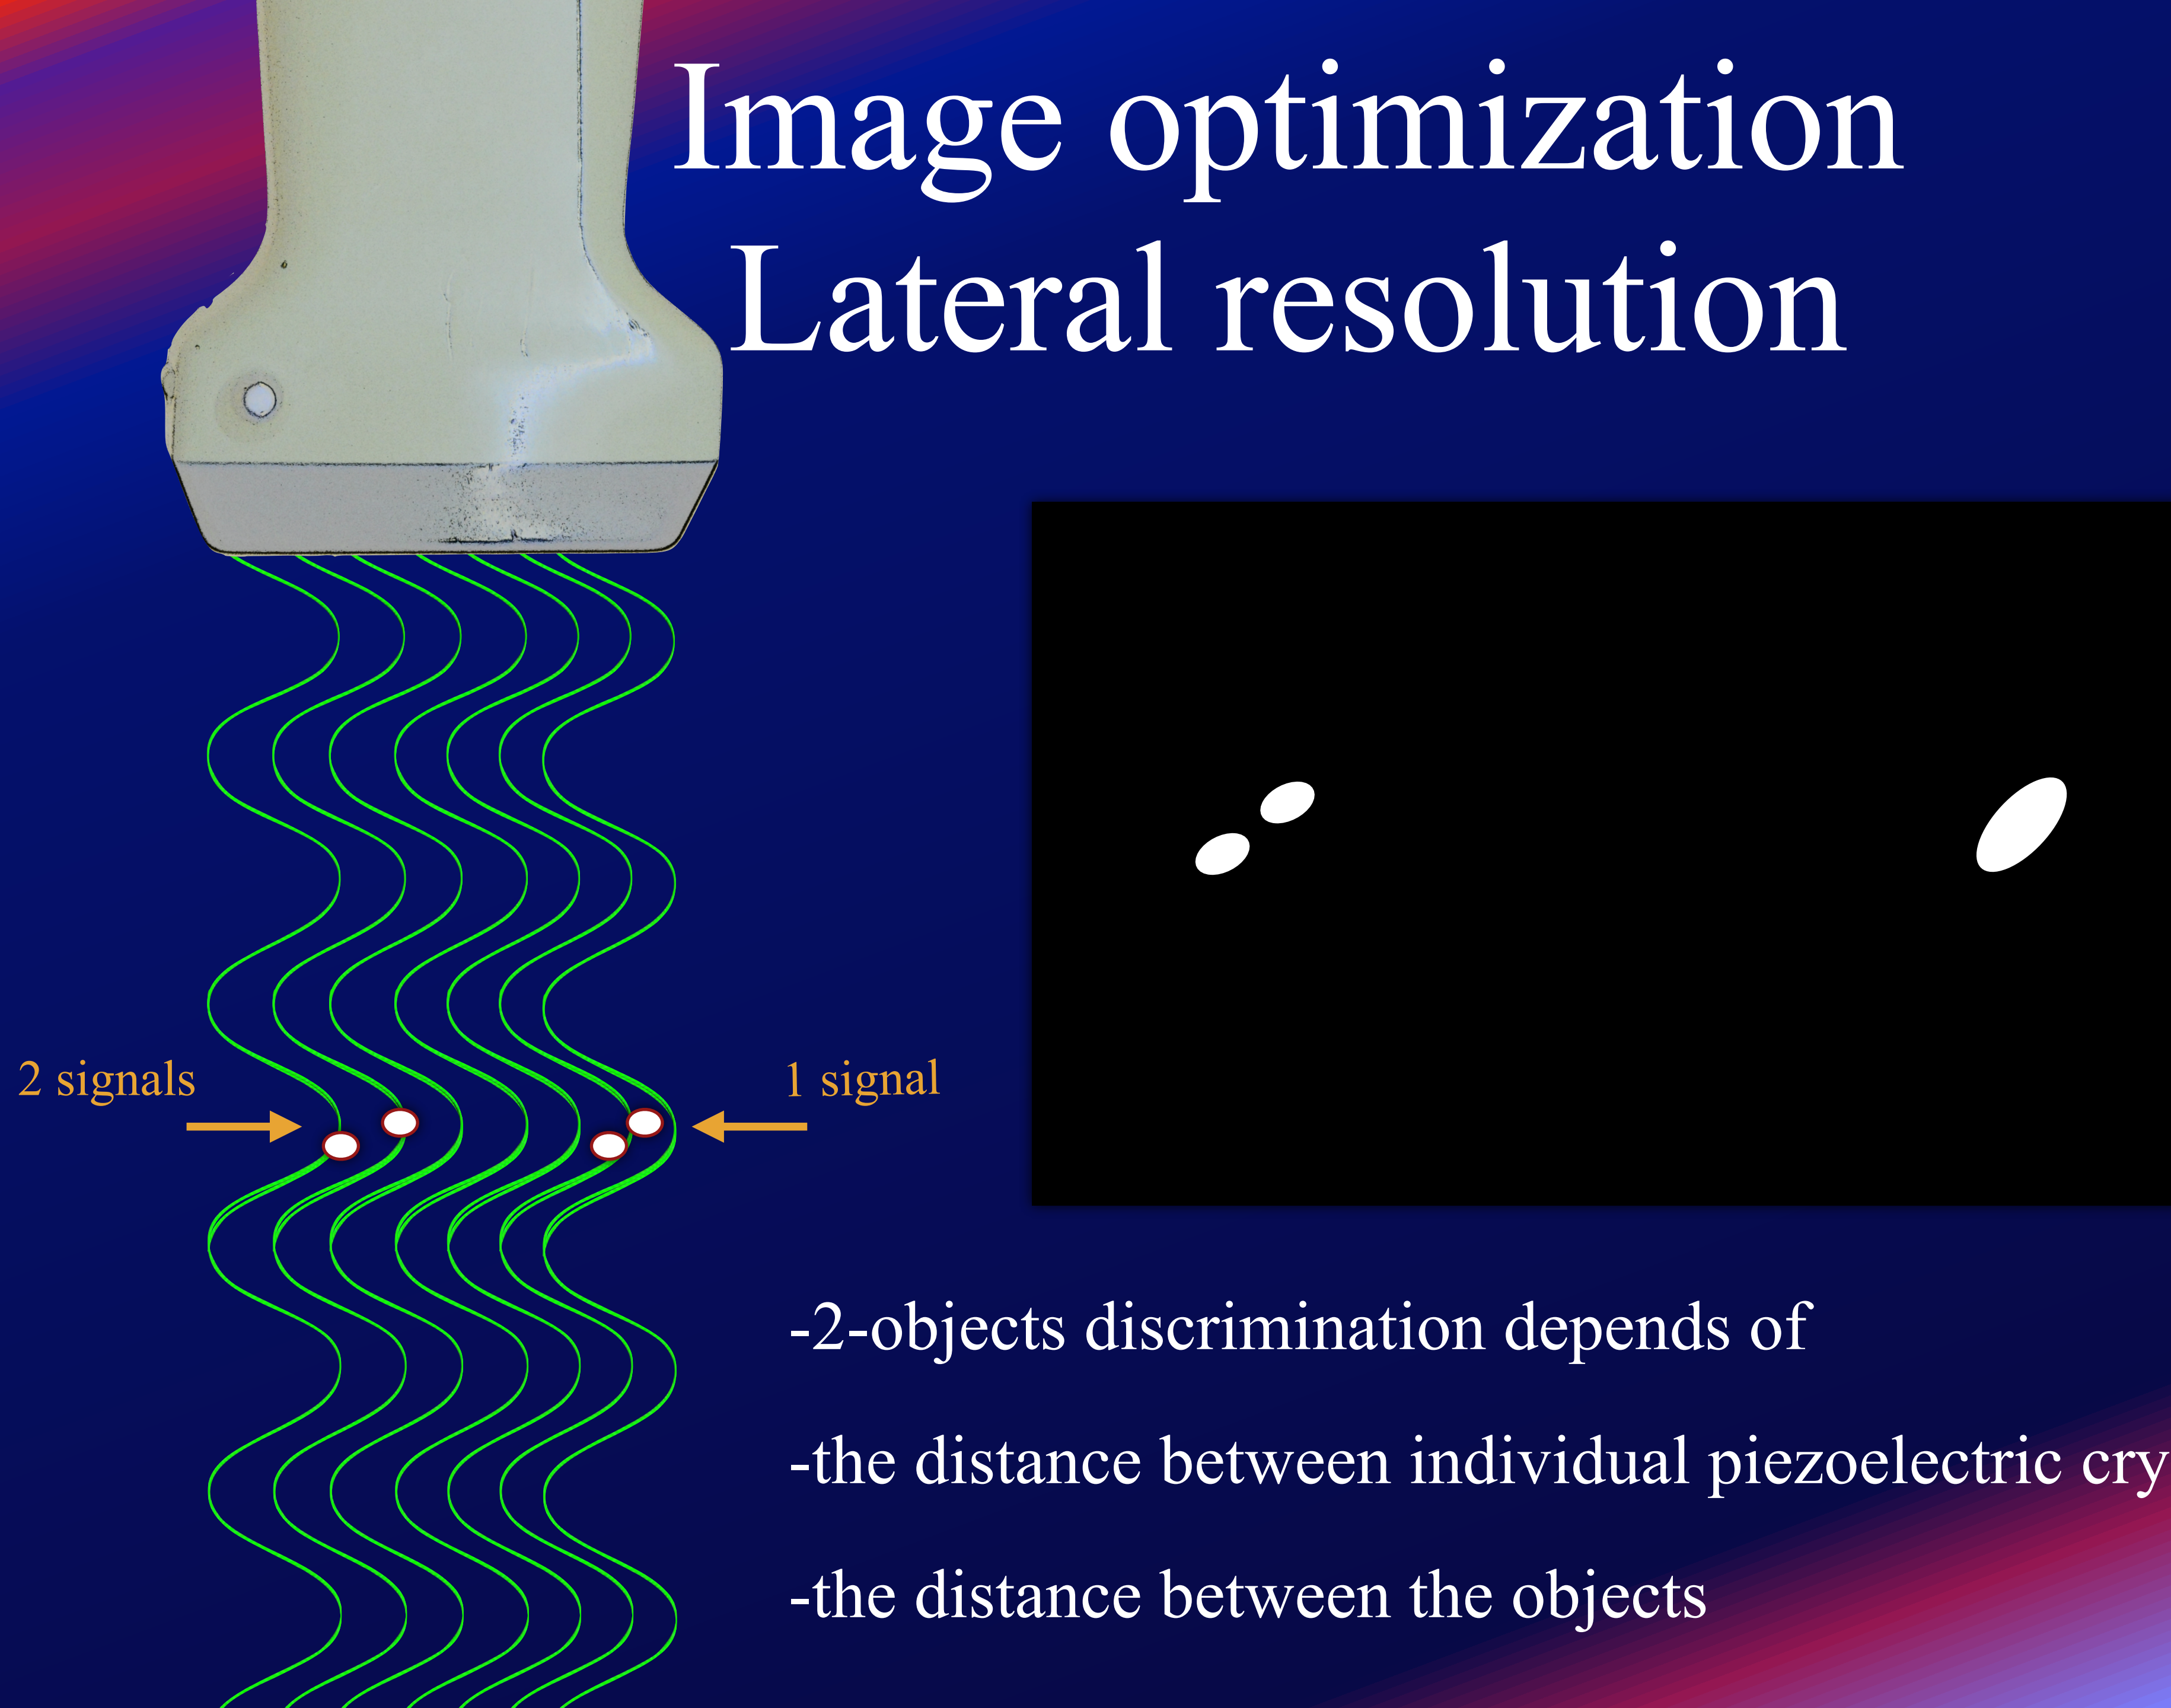 Image optimization
Lateral resolution
2 signals
1 signal
-2-objects discrimination depends of
-the distance between individual piezoelectric cry
-the distance between the objects